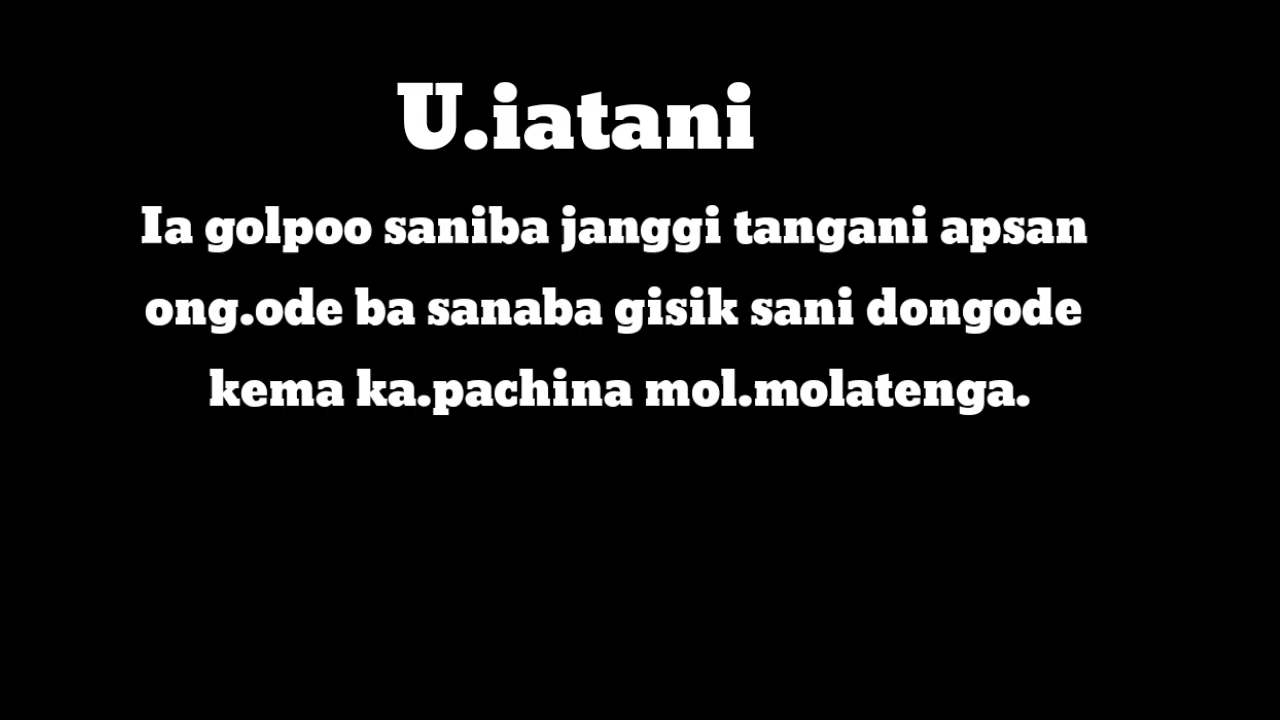 U.iatani
Ia golpoo saniba janggi tangani apsan
ong.ode ba sanaba gisik sani dongode
kema ka.pachina mol.molatenga.